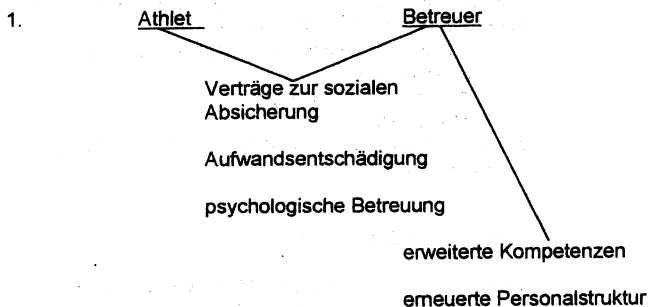 1. Athlet Betreuer
Verträge zur sozialen
Absicherung
Aufwandsentschädigung
psychologische Betreuung
erweiterte Kompetenzen
erneuerte Personalstruktur